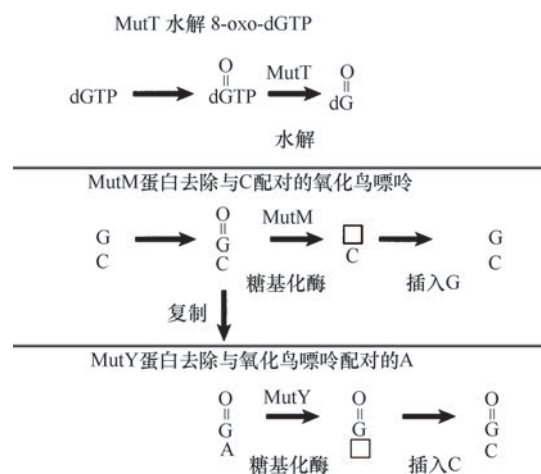 MutT 水解 8-oxo-dGTP
O
dGTP dGTP MutT dG
O
水解
MutM蛋白去除与C配对的氧化鸟嘌呤
O
G G MutM G
C C C C
糖基化酶 插入G
复制
MutY蛋白去除与氧化鸟嘌呤配对的A
O O O
G MutY G G
A C
糖基化酶 插入C